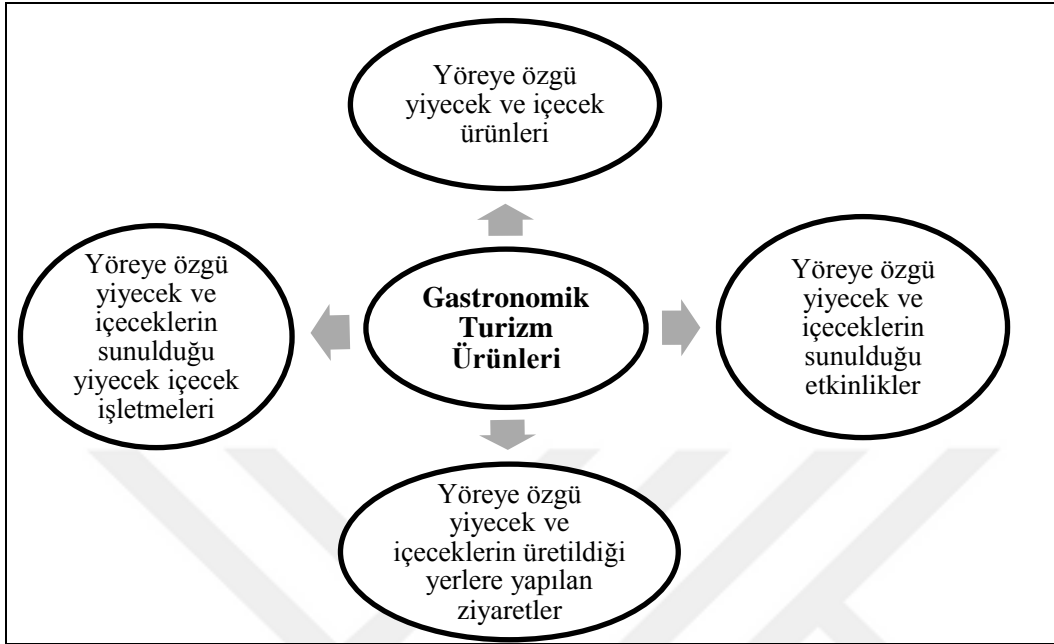 Yöreye özgü
yiyecek ve içecek
ürünleri
Yöreye özgü
yiyecek ve
içeceklerin
sunulduğu
yiyecek içecek
işletmeleri
Gastronomik
Turizm
Ürünleri
Yöreye özgü
yiyecek ve
içeceklerin
sunulduğu
etkinlikler
Yöreye özgü
yiyecek ve
içeceklerin üretildiği
yerlere yapılan
ziyaretler